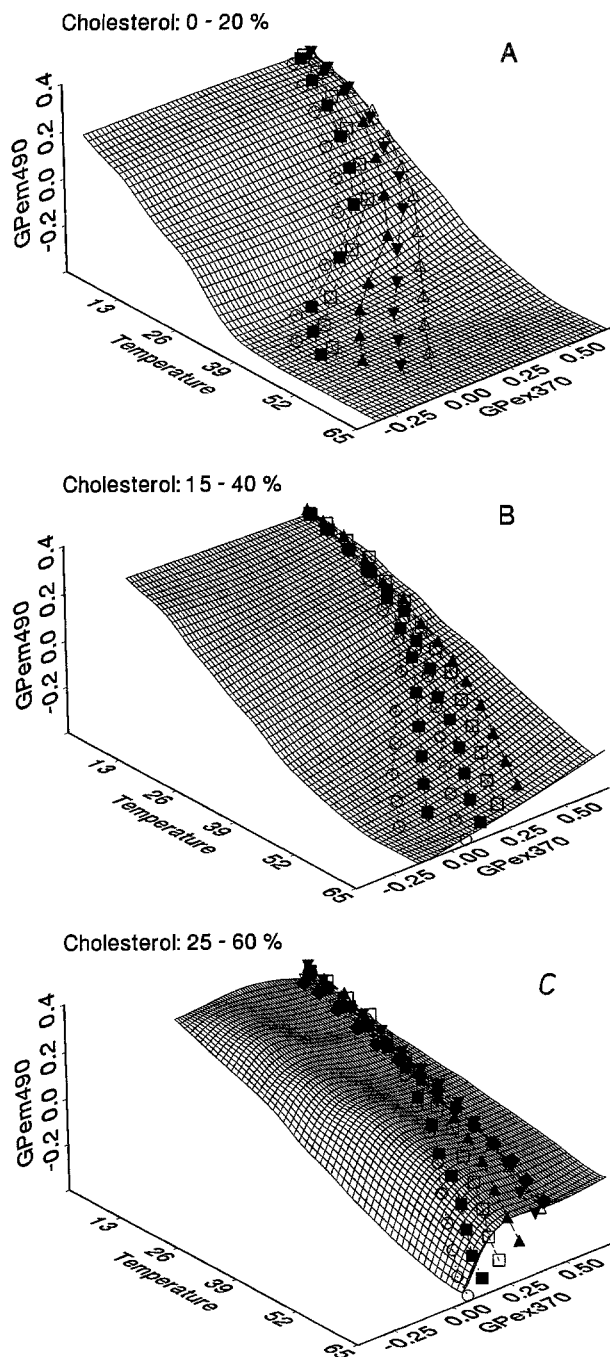 Cholesterol: 0 - 20 %
A
GPem490
0.4
0.2
0.0
-0.2
13
26
39
52
65
Temperature
-0.25
0.00
0.25
0.50
GPex370
Cholesterol: 15 - 40 %
B
GPem490
0.4
0.2
0.0
-0.2
13
26
39
52
65
Temperature
-0.25
0.00
0.25
0.50
GPex370
Cholesterol: 25 - 60 %
C
GPem490
0.4
0.2
0.0
-0.2
13
26
39
52
65
Temperature
-0.25
0.00
0.25
0.50
GPex370